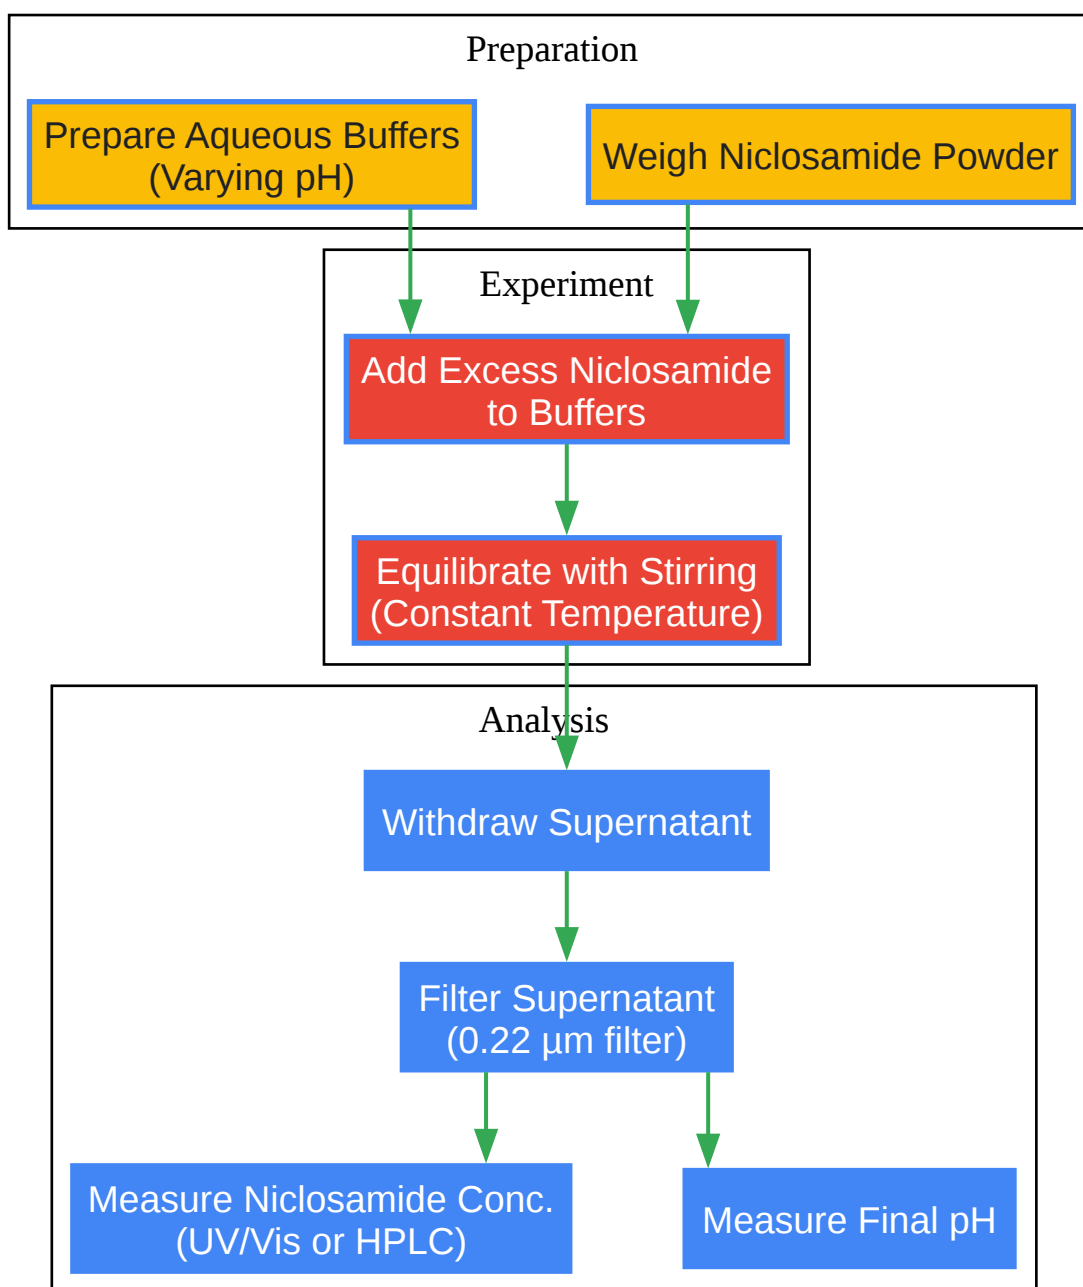 Preparation
Prepare Aqueous Buffers
(Varying pH)
Weigh Niclosamide Powder
Experiment
Add Excess Niclosamide
to Buffers
Equilibrate with Stirring
(Constant Temperature)
Analysis
Withdraw Supernatant
Filter Supernatant
(0.22 µm filter)
Measure Niclosamide Conc.
(UV/Vis or HPLC)
Measure Final pH